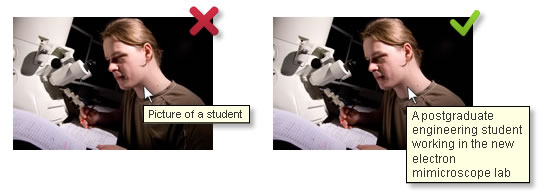 Picture of a student
A postgraduate
engineering student
working in the new
electron
mimicroscope lab